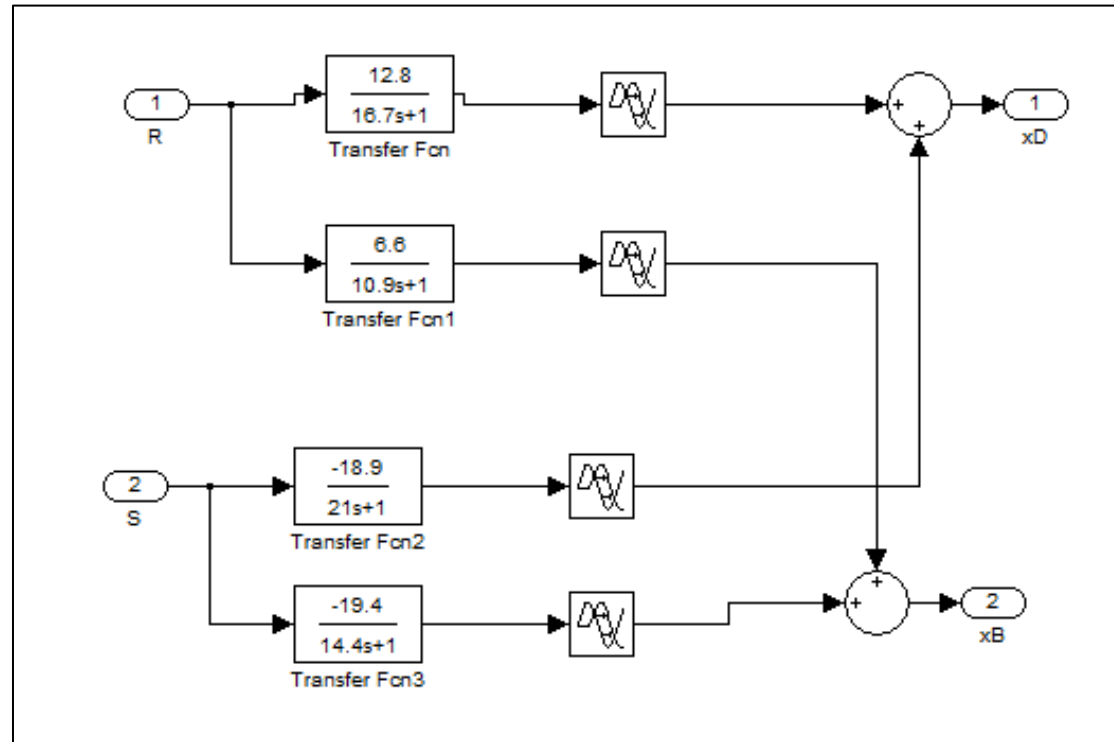 1
R
12.8
16.7s+1
Transfer Fcn
+
+
1
xD
6.6
10.9s+1
Transfer Fcn1
2
S
-18.9
21s+1
Transfer Fcn2
-19.4
14.4s+1
Transfer Fcn3
+
+
2
xB